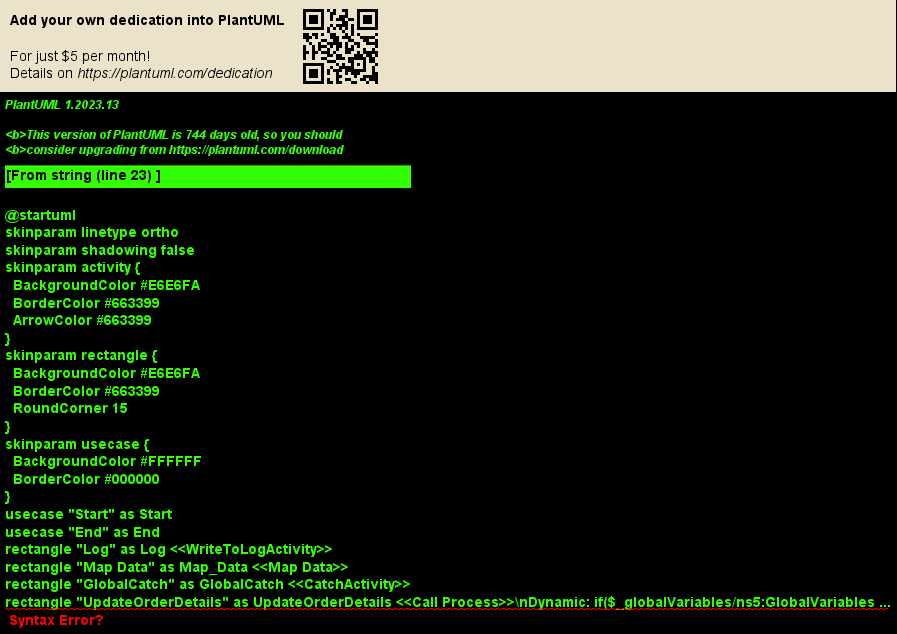 Add your own dedication into PlantUML
For just $5 per month!
Details on https://plantuml.com/dedication
PlantUML 1.2023.13
<b>This version of PlantUML is 744 days old, so you should
<b>consider upgrading from https://plantuml.com/download
[From string (line 23) ]
@startuml
skinparam linetype ortho
skinparam shadowing false
skinparam activity {
  BackgroundColor #E6E6FA
  BorderColor #663399
  ArrowColor #663399
}
skinparam rectangle {
  BackgroundColor #E6E6FA
  BorderColor #663399
  RoundCorner 15
}
skinparam usecase {
  BackgroundColor #FFFFFF
  BorderColor #000000
}
usecase "Start" as Start
usecase "End" as End
rectangle "Log" as Log <<WriteToLogActivity>>
rectangle "Map Data" as Map_Data <<Map Data>>
rectangle "GlobalCatch" as GlobalCatch <<CatchActivity>>
rectangle "UpdateOrderDetails" as UpdateOrderDetails <<Call Process>>\nDynamic: if($_globalVariables/ns5:GlobalVariables ...
Syntax Error?